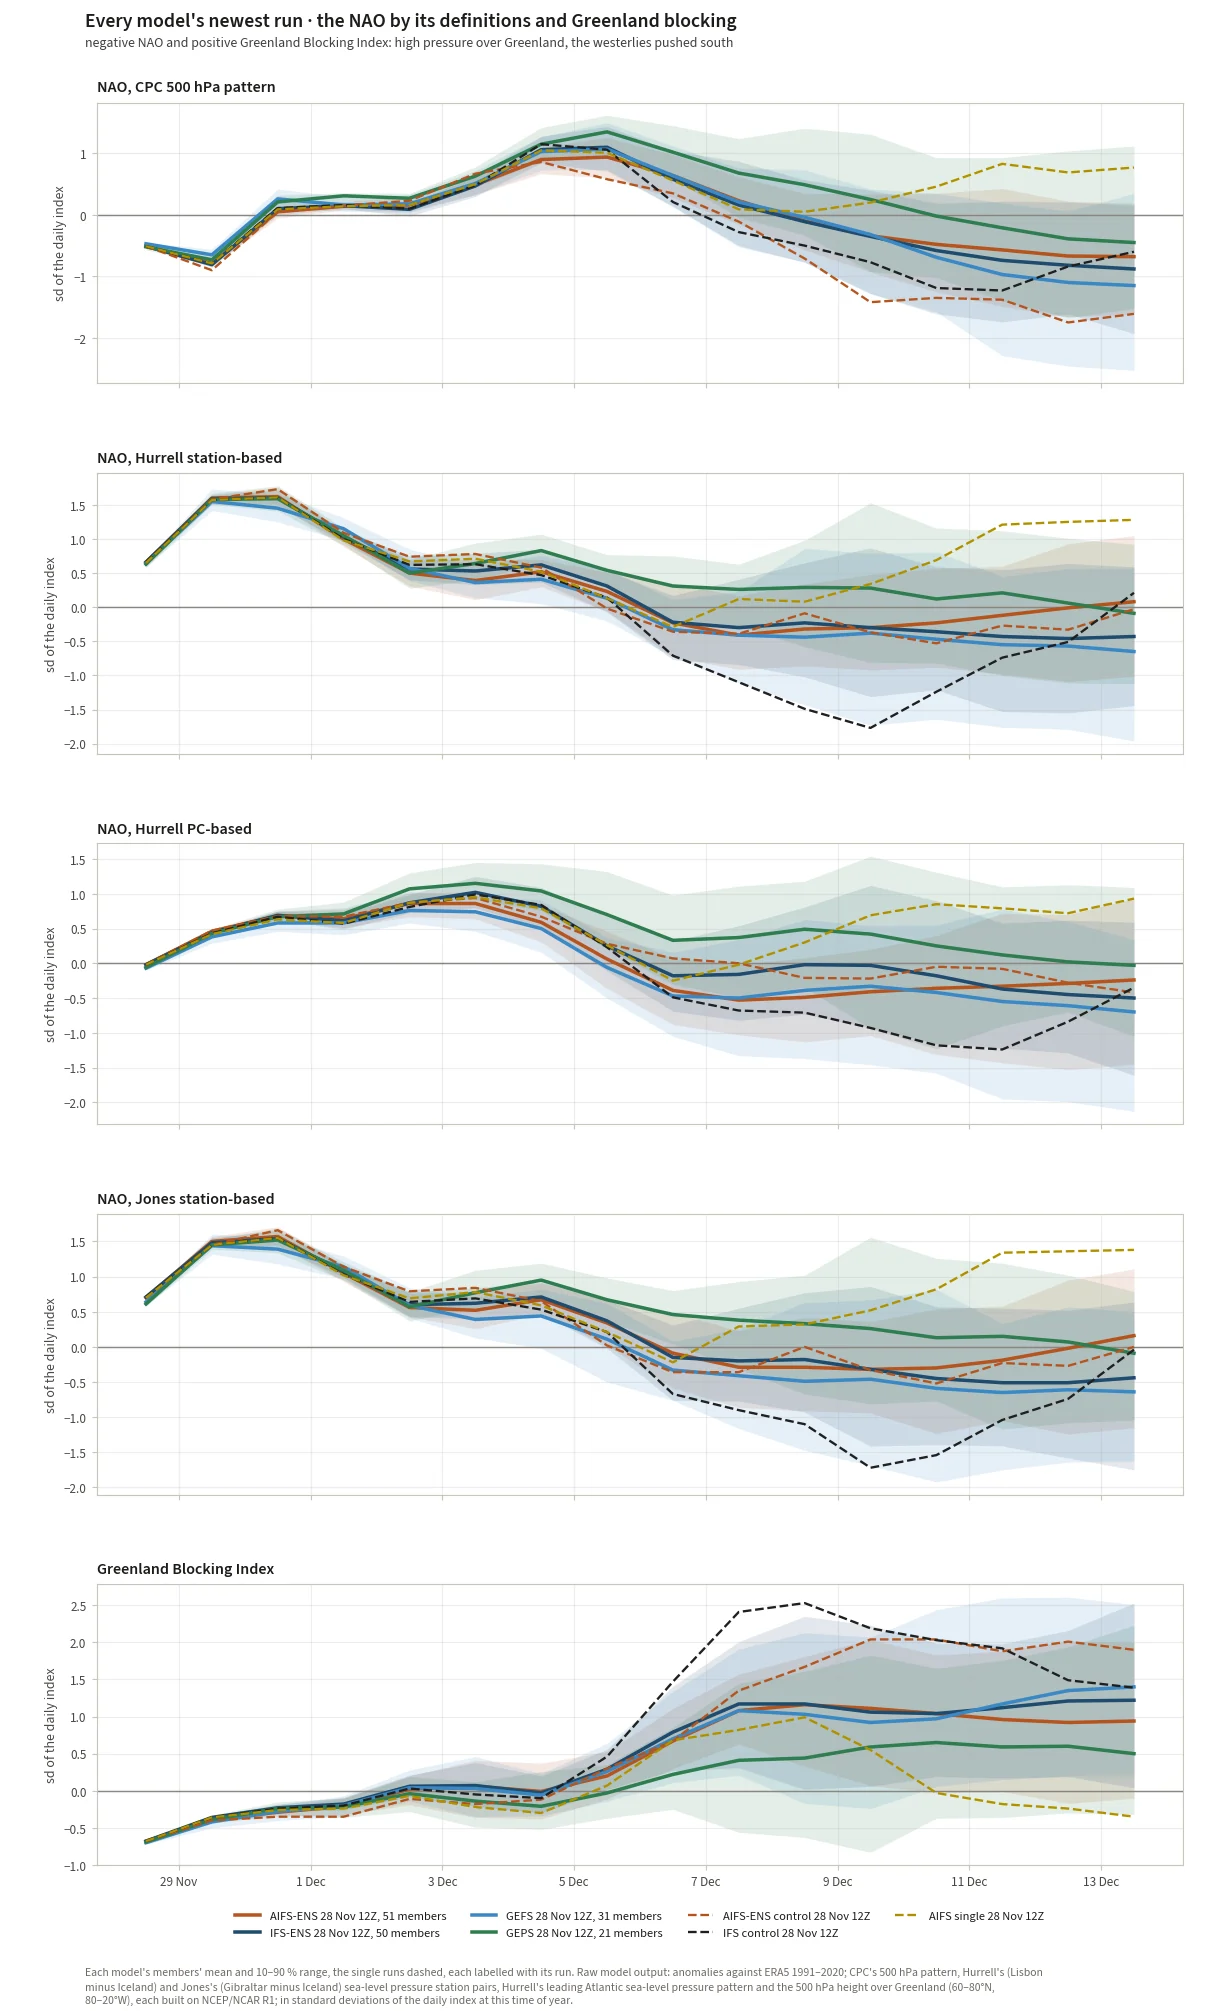 Every model's newest run · the NAO by its definitions and Greenland blocking
negative NAO and positive Greenland Blocking Index: high pressure over Greenland, the westerlies pushed south
NAO, CPC 500 hPa pattern
1
0
−1
−2
sd of the daily index
NAO, Hurrell station-based
1.5
1.0
0.5
0.0
−0.5
−1.0
−1.5
−2.0
sd of the daily index
NAO, Hurrell PC-based
1.5
1.0
0.5
0.0
−0.5
−1.0
−1.5
−2.0
sd of the daily index
NAO, Jones station-based
1.5
1.0
0.5
0.0
−0.5
−1.0
−1.5
−2.0
sd of the daily index
Greenland Blocking Index
2.5
2.0
1.5
1.0
0.5
0.0
−0.5
−1.0
sd of the daily index
29 Nov 1 Dec 3 Dec 5 Dec 7 Dec 9 Dec 11 Dec 13 Dec
AIFS-ENS 28 Nov 12Z, 51 members GEFS 28 Nov 12Z, 31 members AIFS-ENS control 28 Nov 12Z AIFS single 28 Nov 12Z
IFS-ENS 28 Nov 12Z, 50 members GEPS 28 Nov 12Z, 21 members IFS control 28 Nov 12Z
Each model's members' mean and 10–90 % range, the single runs dashed, each labelled with its run. Raw model output: anomalies against ERA5 1991–2020; CPC's 500 hPa pattern, Hurrell's (Lisbon
minus Iceland) and Jones's (Gibraltar minus Iceland) sea-level pressure station pairs, Hurrell's leading Atlantic sea-level pressure pattern and the 500 hPa height over Greenland (60–80°N,
80–20°W), each built on NCEP/NCAR R1; in standard deviations of the daily index at this time of year.